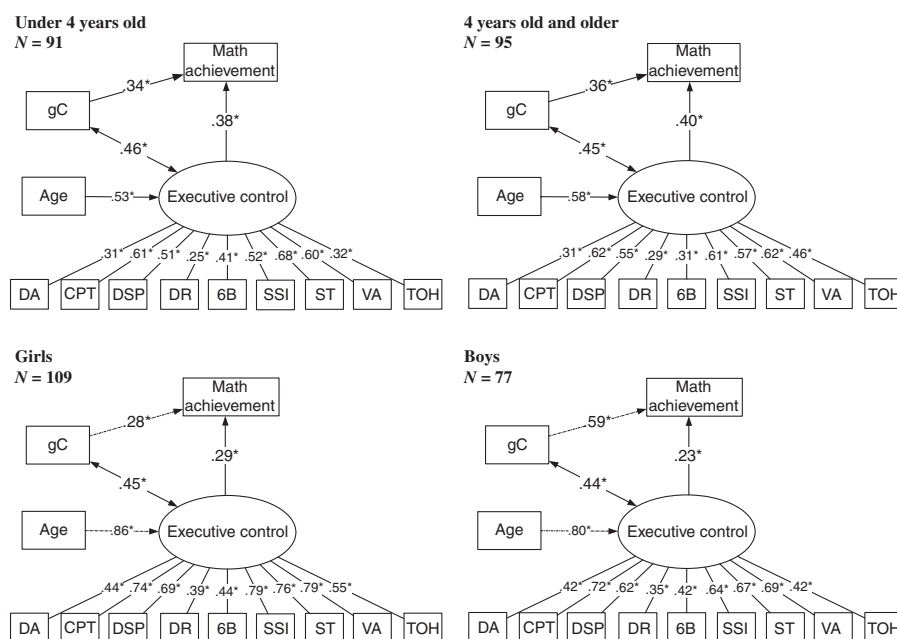 Under 4 years old
N = 91
Math
achievement
.34*
gC
.38*
.46*
Age
.53*
Executive control
.31* .61* .51* .25* .41* .52* .68* .60* .32*
DA CPT DSP DR 6B SSI ST VA TOH
4 years old and older
N = 95
Math
achievement
.36*
gC
.40*
.45*
Age
.58*
Executive control
.31* .62* .55* .29* .31* .61* .57* .62* .46*
DA CPT DSP DR 6B SSI ST VA TOH
Girls
N = 109
Math
achievement
.28*
gC
.29*
.45*
Age
.86*
Executive control
.44* .74* .69* .39* .44* .79* .76* .79* .55*
DA CPT DSP DR 6B SSI ST VA TOH
Boys
N = 77
Math
achievement
.59*
gC
.23*
.44*
Age
.80*
Executive control
.42* .72* .62* .35* .42* .64* .67* .69* .42*
DA CPT DSP DR 6B SSI ST VA TOH